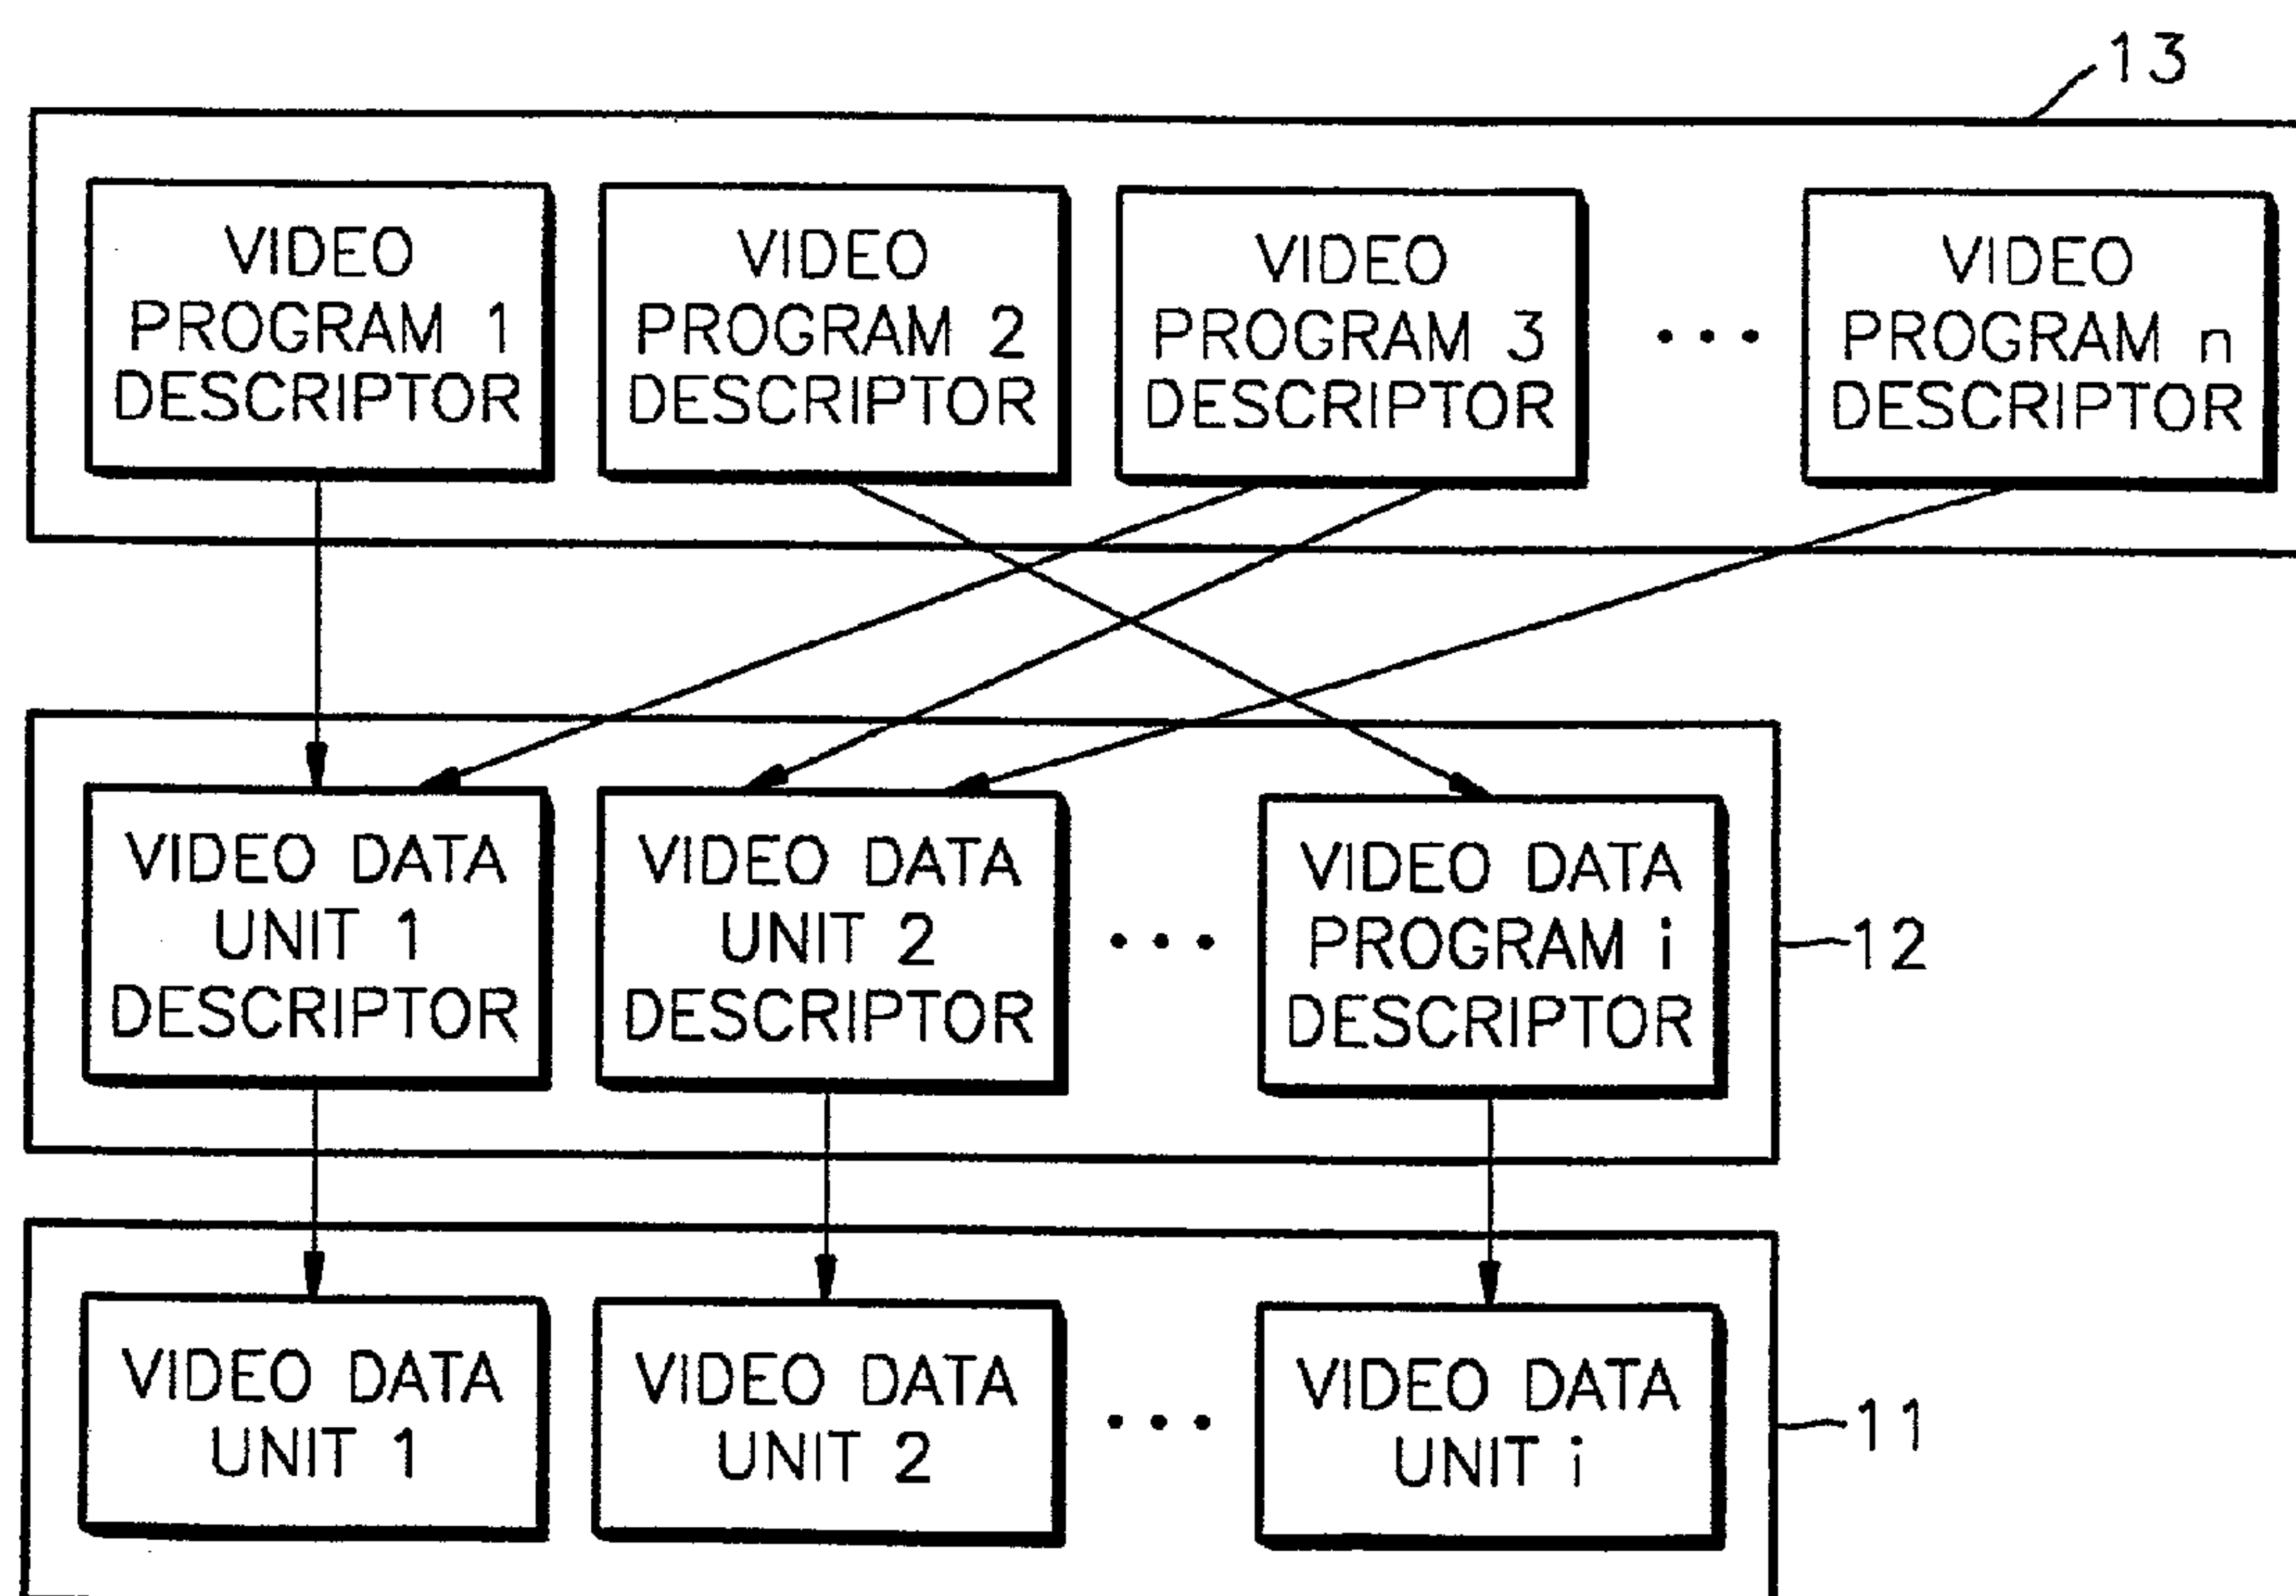 13
VIDEO
PROGRAM 1
DESCRIPTOR
VIDEO
PROGRAM 2
DESCRIPTOR
VIDEO
PROGRAM 3
DESCRIPTOR
...
VIDEO
PROGRAM n
DESCRIPTOR
VIDEO DATA
UNIT 1
DESCRIPTOR
VIDEO DATA
UNIT 2
DESCRIPTOR
...
VIDEO DATA
PROGRAM i
DESCRIPTOR
12
VIDEO DATA
UNIT 1
VIDEO DATA
UNIT 2
...
VIDEO DATA
UNIT i
11